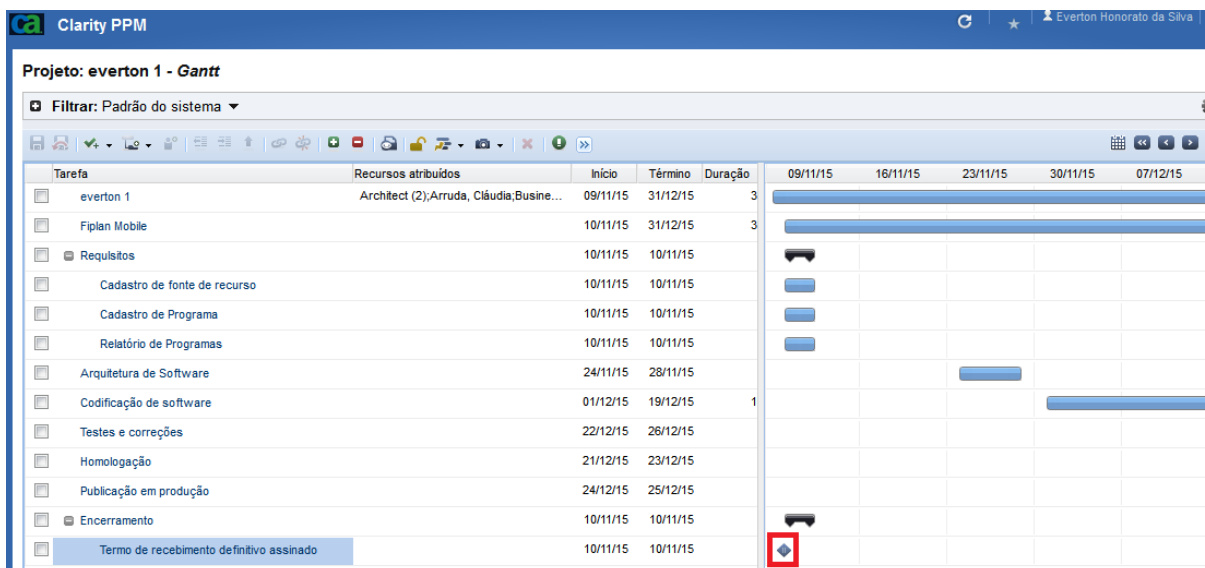 ca Clarity PPM Everton Honorato da Silva
Projeto: everton 1 - Gantt
Filtrar: Padrão do sistema
Tarefa Recursos atribuídos Início Término Duração 09/11/15 16/11/15 23/11/15 30/11/15 07/12/15
everton 1 Architect (2);Arruda, Cláudia;Busine... 09/11/15 31/12/15 3
Fiplan Mobile 10/11/15 31/12/15 3
Requisitos 10/11/15 10/11/15
Cadastro de fonte de recurso 10/11/15 10/11/15
Cadastro de Programa 10/11/15 10/11/15
Relatório de Programas 10/11/15 10/11/15
Arquitetura de Software 24/11/15 28/11/15
Codificação de software 01/12/15 19/12/15 1
Testes e correções 22/12/15 26/12/15
Homologação 21/12/15 23/12/15
Publicação em produção 24/12/15 25/12/15
Encerramento 10/11/15 10/11/15
Termo de recebimento definitivo assinado 10/11/15 10/11/15